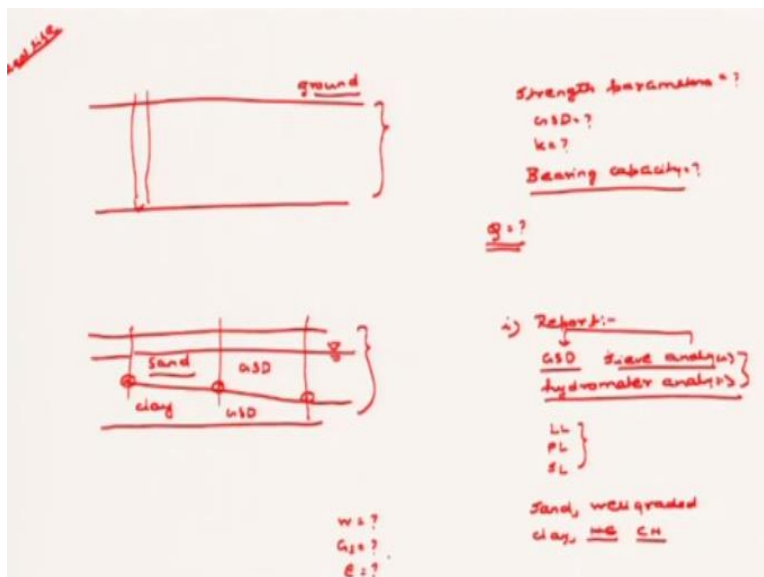 ground
Strength parameters = ?
GSD = ?
k = ?
Bearing capacity = ?
Q = ?
sand GSD
clay GSD
i) Report :-
GSD Sieve analysis
hydrometer analysis
LL
PL
SL
Sand, well graded
clay, CH
w = ?
Gs = ?
e = ?